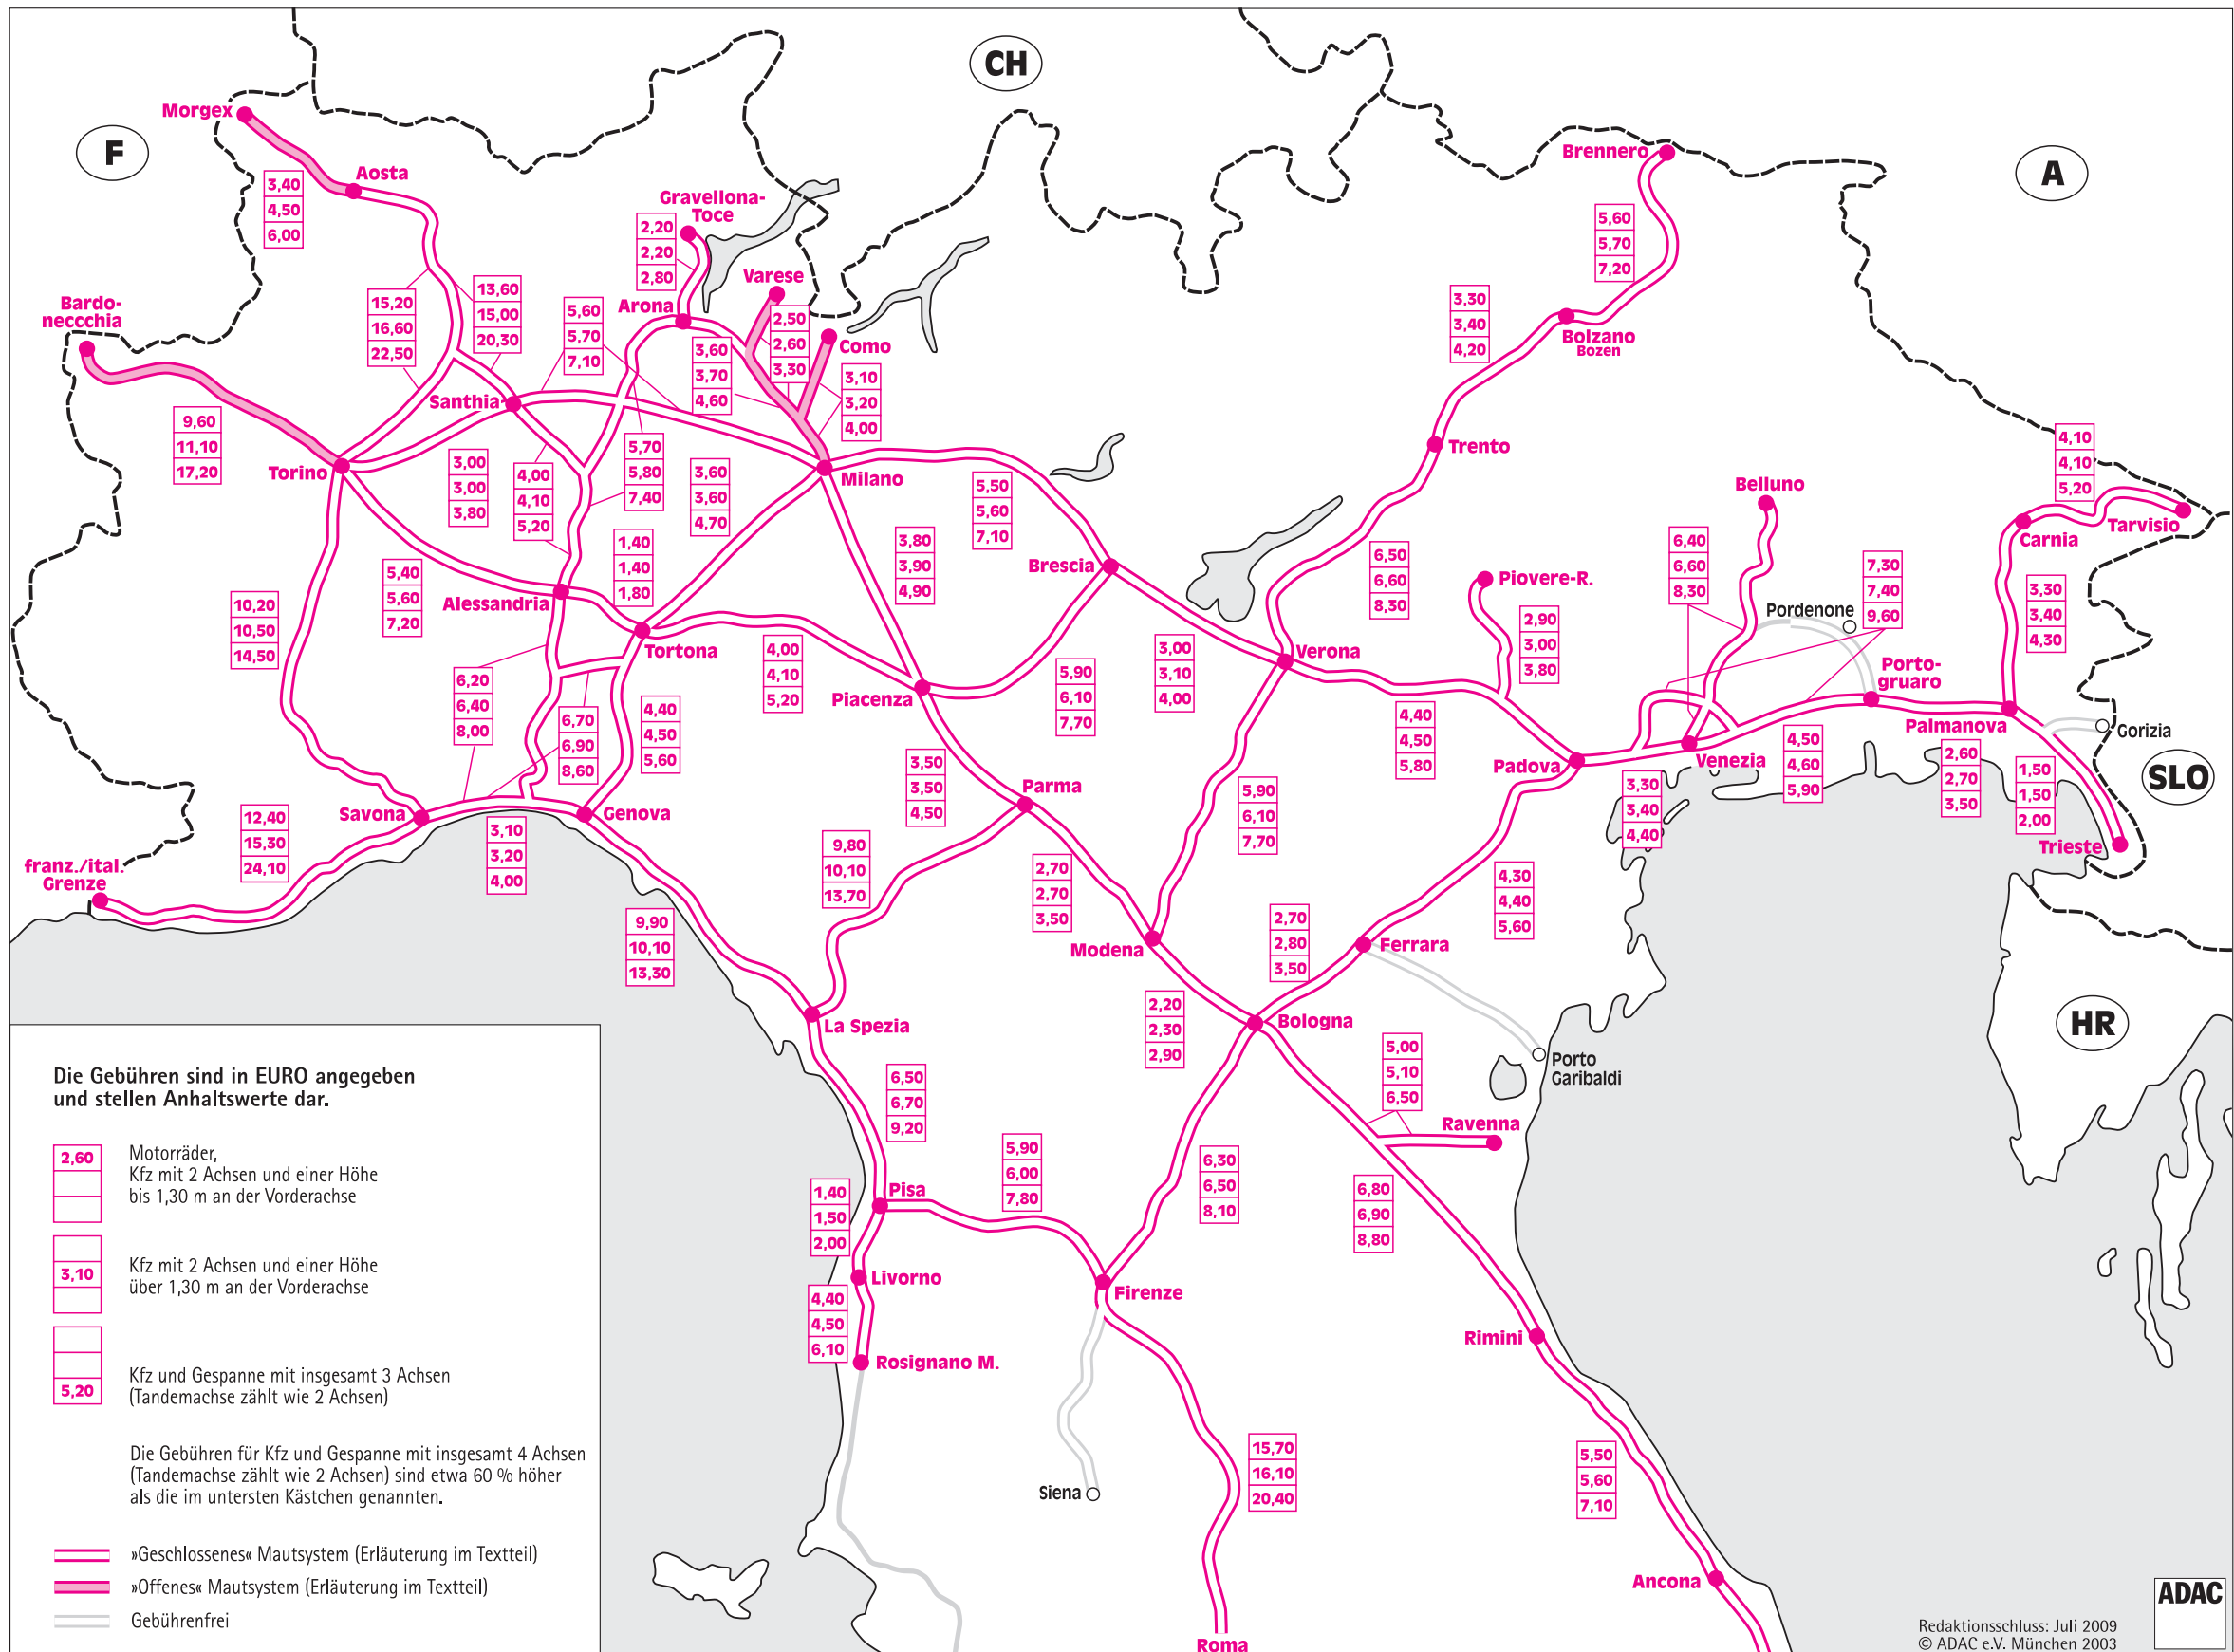 CH
F
A
SLO
HR
Morgex
Aosta
3,40
4,50
6,00
Gravellona-
Toce
2,20
2,20
2,80
Varese
Arona
2,50
2,60
3,30
Como
3,60
3,70
4,60
3,10
3,20
4,00
Brennero
5,60
5,70
7,20
3,30
3,40
4,20
Bolzano
Bozen
Bardo-
neccchia
15,20
16,60
22,50
13,60
15,00
20,30
5,60
5,70
7,10
Santhia
9,60
11,10
17,20
Torino
3,00
3,00
3,80
4,00
4,10
5,20
5,70
5,80
7,40
3,60
3,60
4,70
Milano
Trento
5,50
5,60
7,10
3,80
3,90
4,90
Brescia
6,50
6,60
8,30
Belluno
4,10
4,10
5,20
Carnia
Tarvisio
6,40
6,60
8,30
7,30
7,40
9,60
3,30
3,40
4,30
Piovere-R.
2,90
3,00
3,80
Pordenone
10,20
10,50
14,50
5,40
5,60
7,20
1,40
1,40
1,80
Alessandria
Tortona
4,00
4,10
5,20
Piacenza
5,90
6,10
7,70
3,00
3,10
4,00
Verona
4,40
4,50
5,80
Padova
Venezia
Porto-
gruaro
Palmanova
Gorizia
3,30
3,40
4,40
4,50
4,60
5,90
2,60
2,70
3,50
1,50
1,50
2,00
Trieste
6,20
6,40
8,00
6,70
6,90
8,60
4,40
4,50
5,60
Savona
Genova
12,40
15,30
24,10
3,10
3,20
4,00
franz./ital.
Grenze
3,50
3,50
4,50
Parma
9,80
10,10
13,70
2,70
2,70
3,50
5,90
6,10
7,70
4,30
4,40
5,60
9,90
10,10
13,30
Modena
2,70
2,80
3,50
Ferrara
La Spezia
2,20
2,30
2,90
Bologna
Porto
Garibaldi
5,00
5,10
6,50
Ravenna
6,50
6,70
9,20
5,90
6,00
7,80
6,30
6,50
8,10
6,80
6,90
8,80
Pisa
1,40
1,50
2,00
Livorno
4,40
4,50
6,10
Rosignano M.
Firenze
Rimini
Siena
15,70
16,10
20,40
5,50
5,60
7,10
Ancona
Roma
Die Gebühren sind in EURO angegeben
und stellen Anhaltswerte dar.
2,60
Motorräder,
Kfz mit 2 Achsen und einer Höhe
bis 1,30 m an der Vorderachse
3,10
Kfz mit 2 Achsen und einer Höhe
über 1,30 m an der Vorderachse
5,20
Kfz und Gespanne mit insgesamt 3 Achsen
(Tandemachse zählt wie 2 Achsen)
Die Gebühren für Kfz und Gespanne mit insgesamt 4 Achsen
(Tandemachse zählt wie 2 Achsen) sind etwa 60 % höher
als die im untersten Kästchen genannten.
»Geschlossenes« Mautsystem (Erläuterung im Textteil)
»Offenes« Mautsystem (Erläuterung im Textteil)
Gebührenfrei
ADAC
Redaktionsschluss: Juli 2009
© ADAC e.V. München 2003